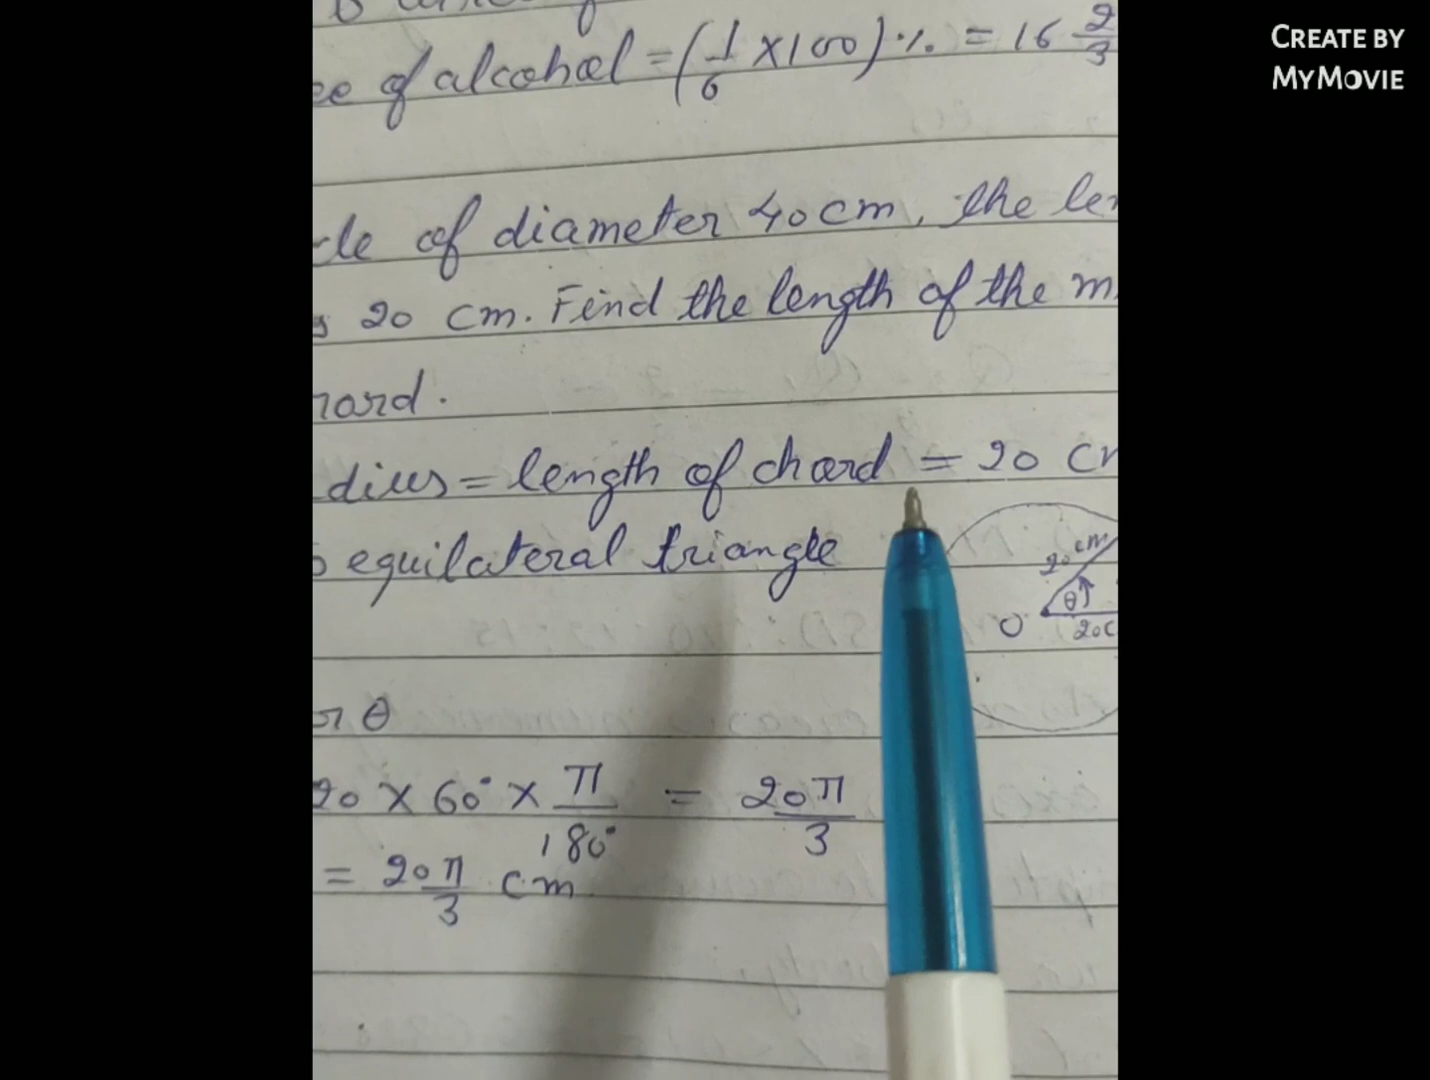 of alcohol = (1/6 × 100) % = 16 2/3
of diameter 40 cm, the
20 cm. Find the length of the
= length of chord = 20
equilateral triangle
20 cm
θ
O
θ
20 × 60° × π/180° = 20π/3
= 20π/3 cm
CREATE BY
MYMOVIE